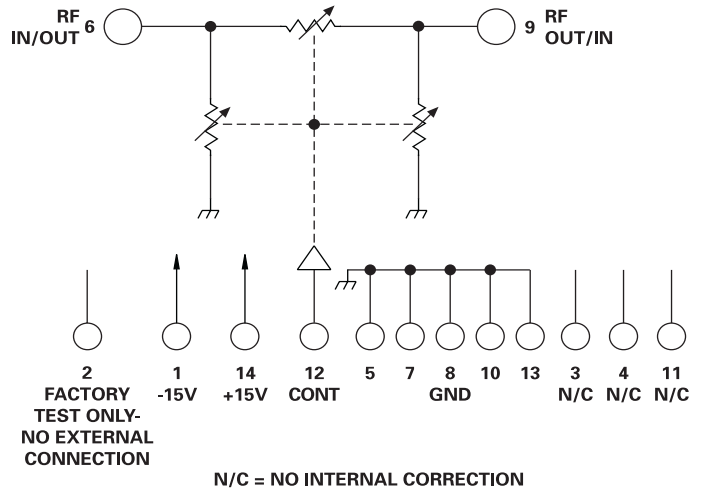 RF
IN/OUT 6
9 RF
OUT/IN
2 1 14 12 5 7 8 10 13 3 4 11
FACTORY -15V +15V CONT GND N/C N/C N/C
TEST ONLY-
NO EXTERNAL
CONNECTION
N/C = NO INTERNAL CORRECTION